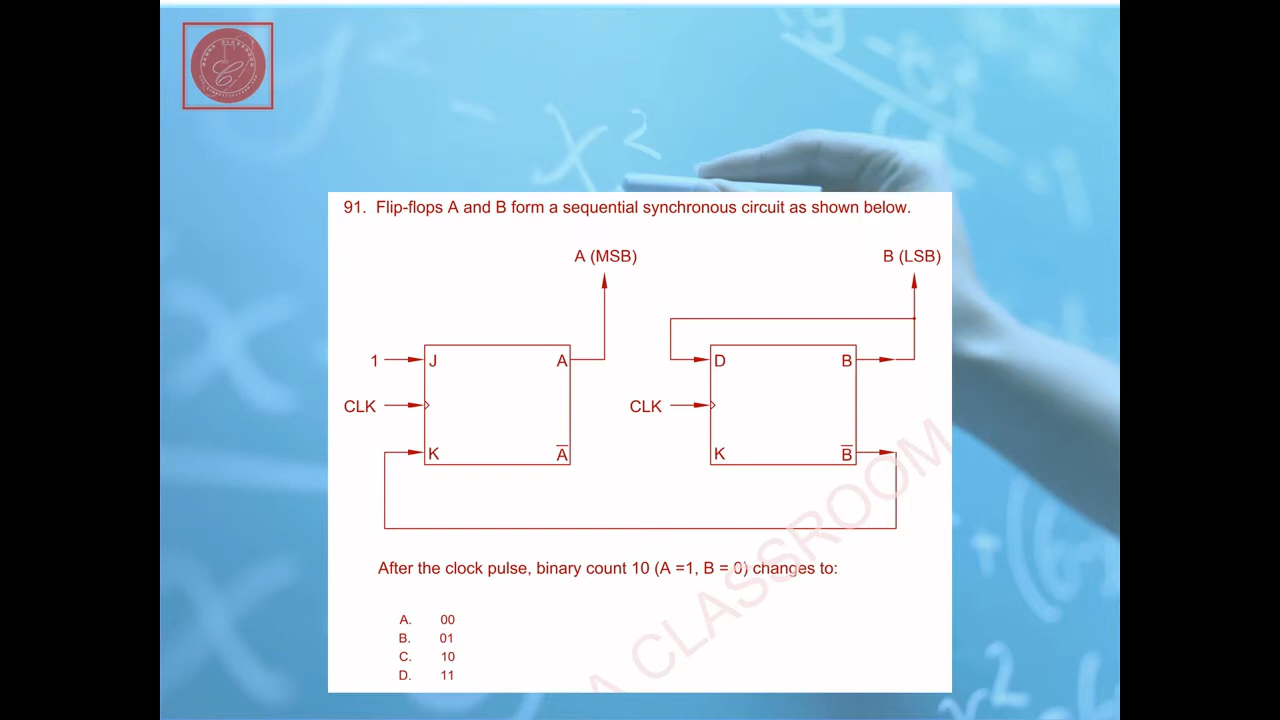 x²
91. Flip-flops A and B form a sequential synchronous circuit as shown below.
A (MSB)
B (LSB)
1
J
A
D
B
CLK
CLK
K
A̅
K
B̅
After the clock pulse, binary count 10 (A =1, B = 0) changes to:
A. 00
B. 01
C. 10
D. 11
A CLASSROOM